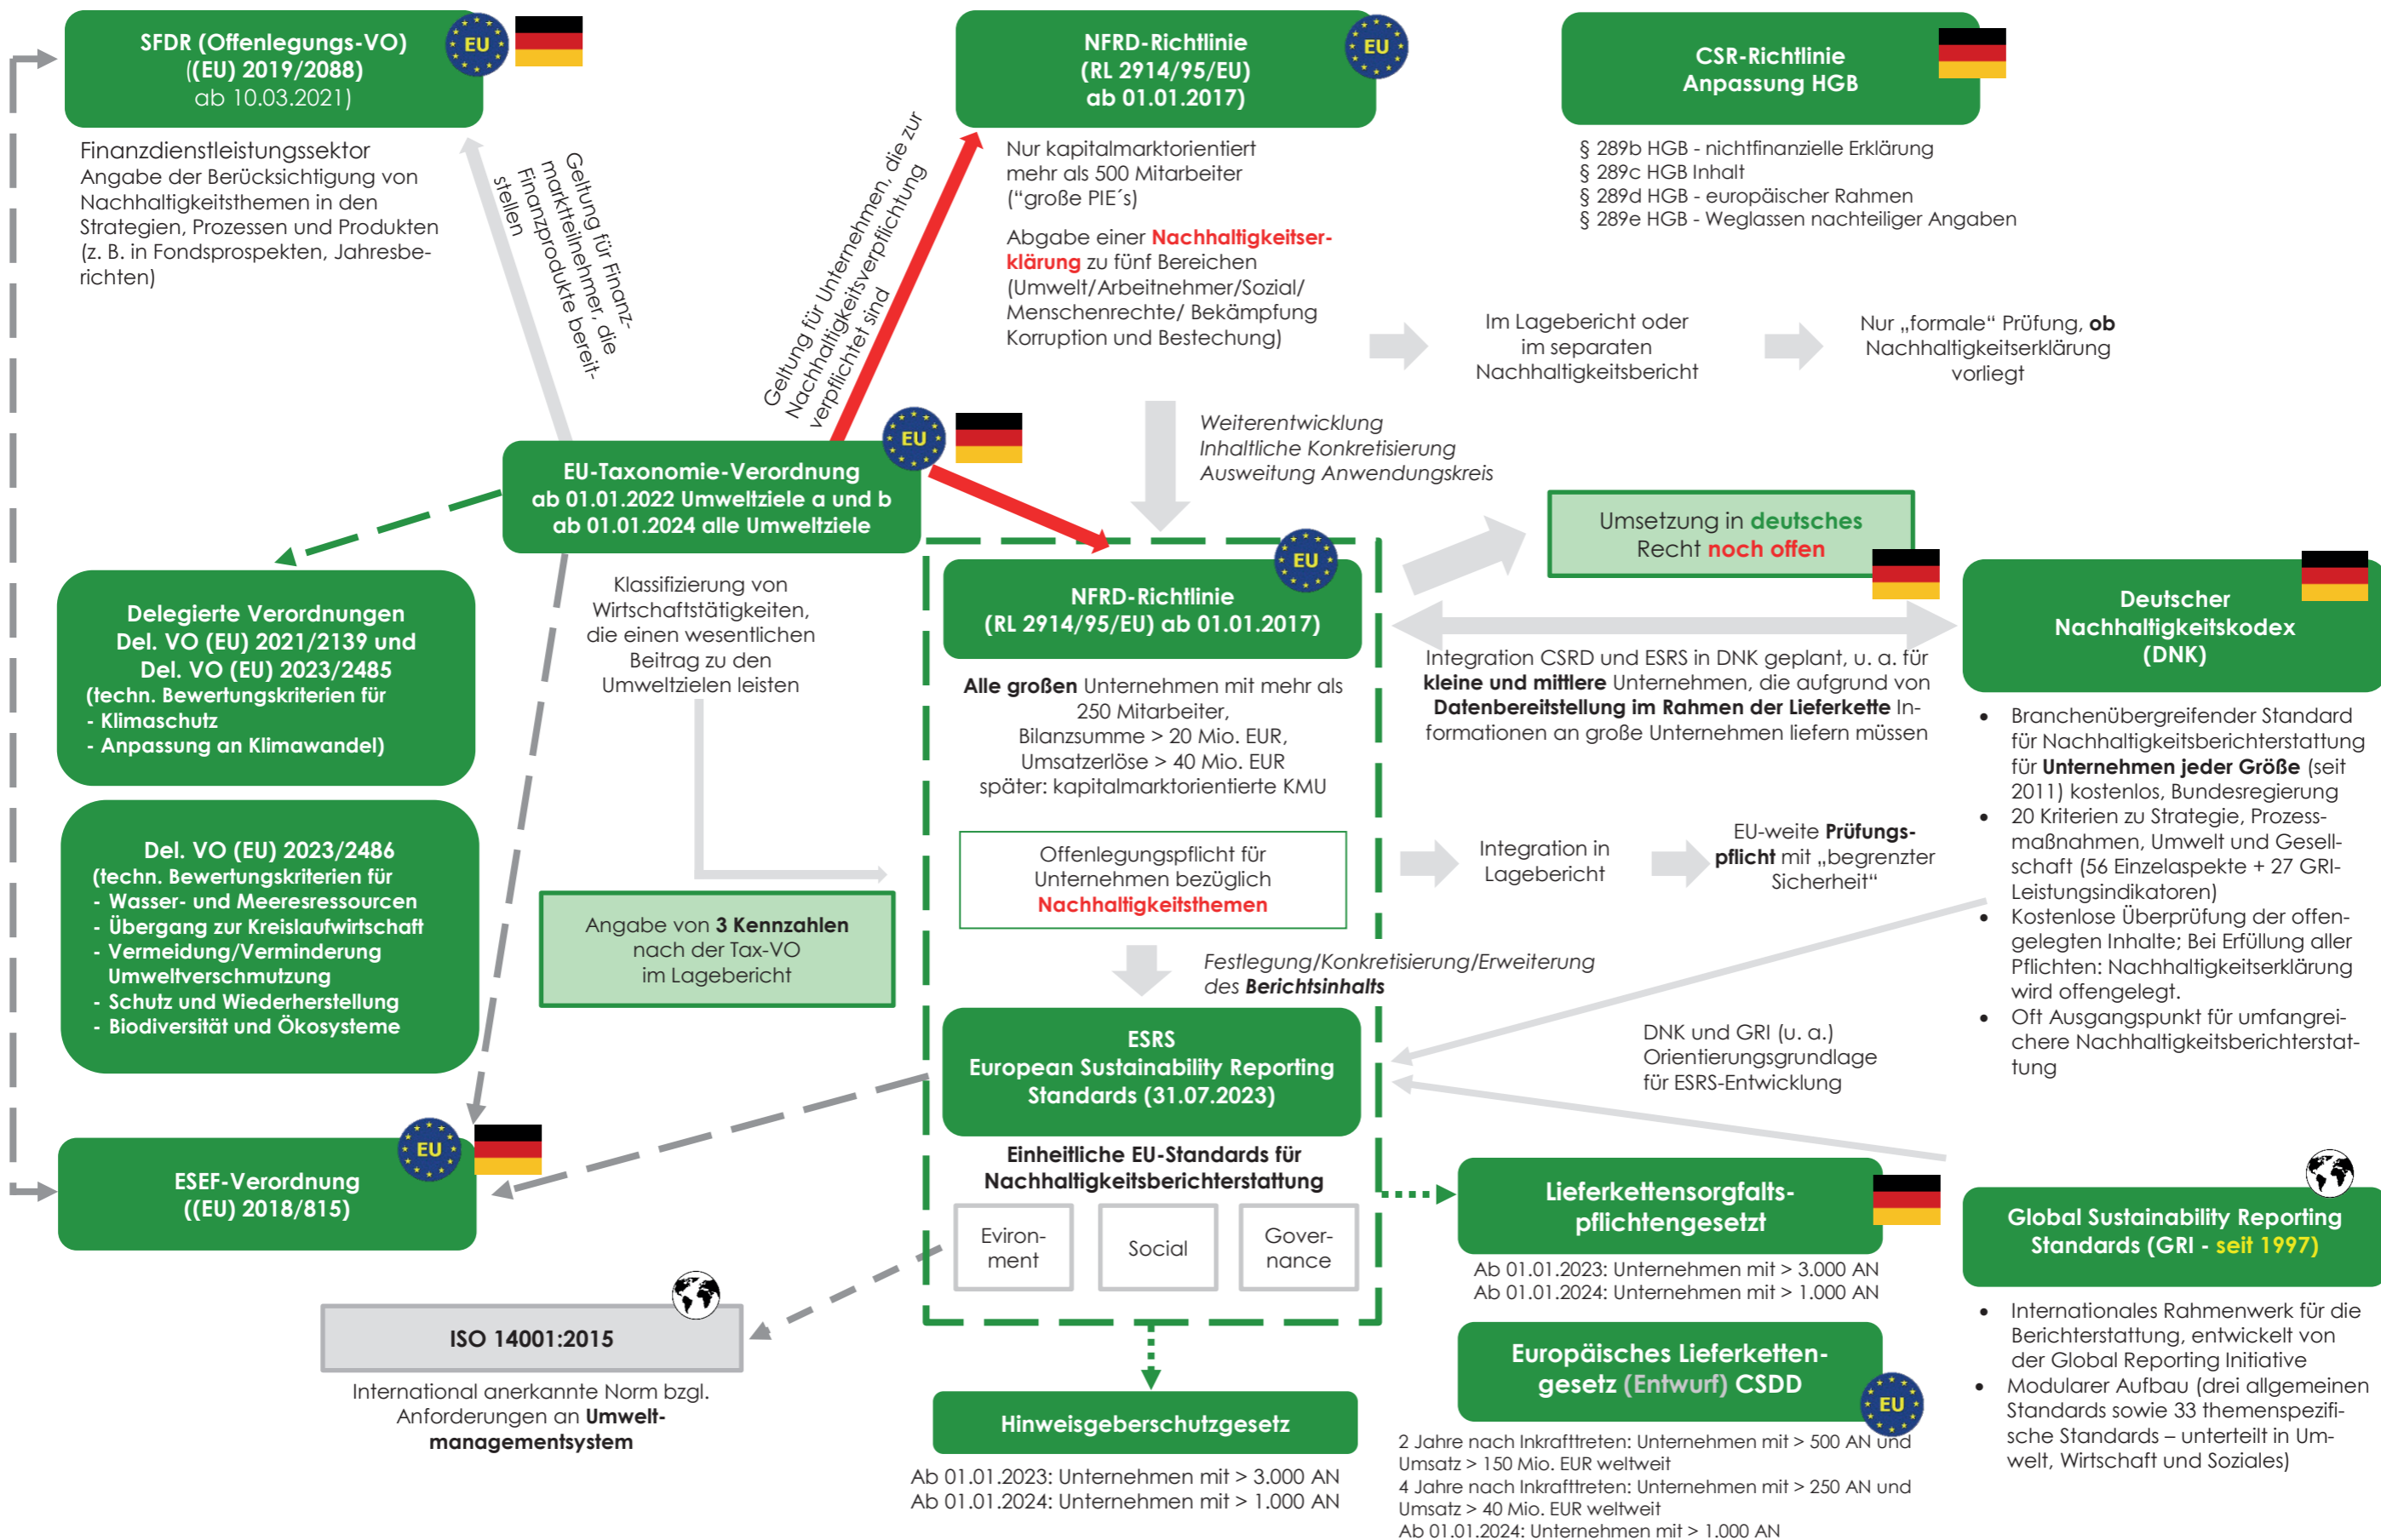 SFDR (Offenlegungs-VO)
((EU) 2019/2088)
ab 10.03.2021)
EU
Finanzdienstleistungssektor
Angabe der Berücksichtigung von
Nachhaltigkeitsthemen in den
Strategien, Prozessen und Produkten
(z. B. in Fondsprospekten, Jahresbe-
richten)
Geltung für Finanz-
marktteilnehmer, die
Finanzprodukte bereit-
stellen
Geltung für Unternehmen, die zur
Nachhaltigkeitsverpflichtung
verpflichtet sind
NFRD-Richtlinie
(RL 2914/95/EU)
ab 01.01.2017)
EU
Nur kapitalmarktorientiert
mehr als 500 Mitarbeiter
(“große PIE´s)
Abgabe einer Nachhaltigkeitser-
klärung zu fünf Bereichen
(Umwelt/Arbeitnehmer/Sozial/
Menschenrechte/ Bekämpfung
Korruption und Bestechung)
CSR-Richtlinie
Anpassung HGB
§ 289b HGB - nichtfinanzielle Erklärung
§ 289c HGB Inhalt
§ 289d HGB - europäischer Rahmen
§ 289e HGB - Weglassen nachteiliger Angaben
Im Lagebericht oder
im separaten
Nachhaltigkeitsbericht
Nur „formale“ Prüfung, ob
Nachhaltigkeitserklärung
vorliegt
Weiterentwicklung
Inhaltliche Konkretisierung
Ausweitung Anwendungskreis
EU-Taxonomie-Verordnung
ab 01.01.2022 Umweltziele a und b
ab 01.01.2024 alle Umweltziele
EU
Klassifizierung von
Wirtschaftstätigkeiten,
die einen wesentlichen
Beitrag zu den
Umweltzielen leisten
Delegierte Verordnungen
Del. VO (EU) 2021/2139 und
Del. VO (EU) 2023/2485
(techn. Bewertungskriterien für
- Klimaschutz
- Anpassung an Klimawandel)
Del. VO (EU) 2023/2486
(techn. Bewertungskriterien für
- Wasser- und Meeresressourcen
- Übergang zur Kreislaufwirtschaft
- Vermeidung/Verminderung
Umweltverschmutzung
- Schutz und Wiederherstellung
- Biodiversität und Ökosysteme
Angabe von 3 Kennzahlen
nach der Tax-VO
im Lagebericht
NFRD-Richtlinie
(RL 2914/95/EU) ab 01.01.2017)
EU
Alle großen Unternehmen mit mehr als
250 Mitarbeiter,
Bilanzsumme > 20 Mio. EUR,
Umsatzerlöse > 40 Mio. EUR
später: kapitalmarktorientierte KMU
Offenlegungspflicht für
Unternehmen bezüglich
Nachhaltigkeitsthemen
Umsetzung in deutsches
Recht noch offen
Integration CSRD und ESRS in DNK geplant, u. a. für
kleine und mittlere Unternehmen, die aufgrund von
Datenbereitstellung im Rahmen der Lieferkette In-
formationen an große Unternehmen liefern müssen
Integration in
Lagebericht
EU-weite Prüfungs-
pflicht mit „begrenzter
Sicherheit“
Festlegung/Konkretisierung/Erweiterung
des Berichtsinhalts
Deutscher
Nachhaltigkeitskodex
(DNK)
• Branchenübergreifender Standard
für Nachhaltigkeitsberichterstattung
für Unternehmen jeder Größe (seit
2011) kostenlos, Bundesregierung
• 20 Kriterien zu Strategie, Prozess-
maßnahmen, Umwelt und Gesell-
schaft (56 Einzelaspekte + 27 GRI-
Leistungsindikatoren)
• Kostenlose Überprüfung der offen-
gelegten Inhalte; Bei Erfüllung aller
Pflichten: Nachhaltigkeitserklärung
wird offengelegt.
• Oft Ausgangspunkt für umfangrei-
chere Nachhaltigkeitsberichterstat-
tung
ESRS
European Sustainability Reporting
Standards (31.07.2023)
Einheitliche EU-Standards für
Nachhaltigkeitsberichterstattung
Eviron-
ment
Social
Gover-
nance
DNK und GRI (u. a.)
Orientierungsgrundlage
für ESRS-Entwicklung
ESEF-Verordnung
((EU) 2018/815)
EU
ISO 14001:2015
International anerkannte Norm bzgl.
Anforderungen an Umwelt-
managementsystem
Hinweisgeberschutzgesetz
Ab 01.01.2023: Unternehmen mit > 3.000 AN
Ab 01.01.2024: Unternehmen mit > 1.000 AN
Lieferkettensorgfalts-
pflichtengesetzt
Ab 01.01.2023: Unternehmen mit > 3.000 AN
Ab 01.01.2024: Unternehmen mit > 1.000 AN
Europäisches Lieferketten-
gesetz (Entwurf) CSDD
EU
2 Jahre nach Inkrafttreten: Unternehmen mit > 500 AN und
Umsatz > 150 Mio. EUR weltweit
4 Jahre nach Inkrafttreten: Unternehmen mit > 250 AN und
Umsatz > 40 Mio. EUR weltweit
Ab 01.01.2024: Unternehmen mit > 1.000 AN
Global Sustainability Reporting
Standards (GRI - seit 1997)
• Internationales Rahmenwerk für die
Berichterstattung, entwickelt von
der Global Reporting Initiative
• Modularer Aufbau (drei allgemeinen
Standards sowie 33 themenspezifi-
sche Standards – unterteilt in Um-
welt, Wirtschaft und Soziales)